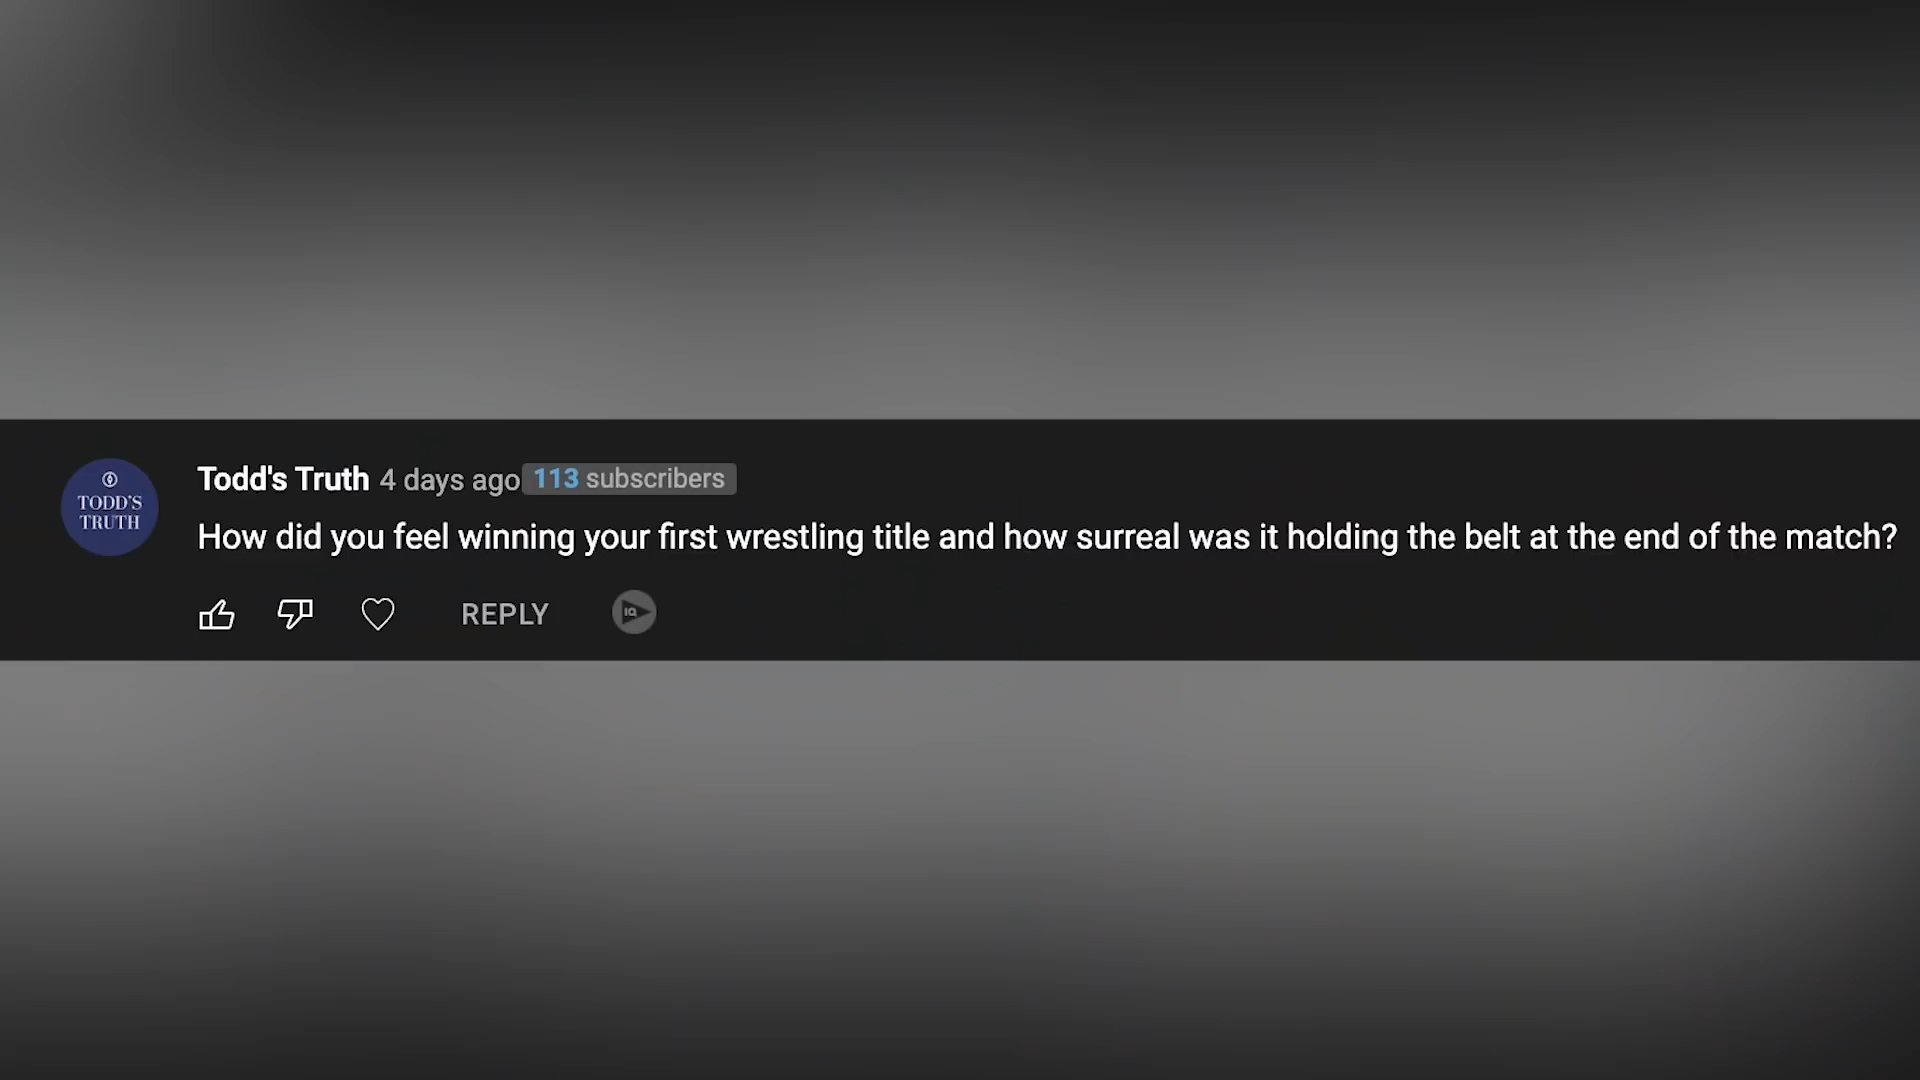 TODD'S
TRUTH
Todd's Truth 4 days ago 113 subscribers
How did you feel winning your first wrestling title and how surreal was it holding the belt at the end of the match?
REPLY
IQ